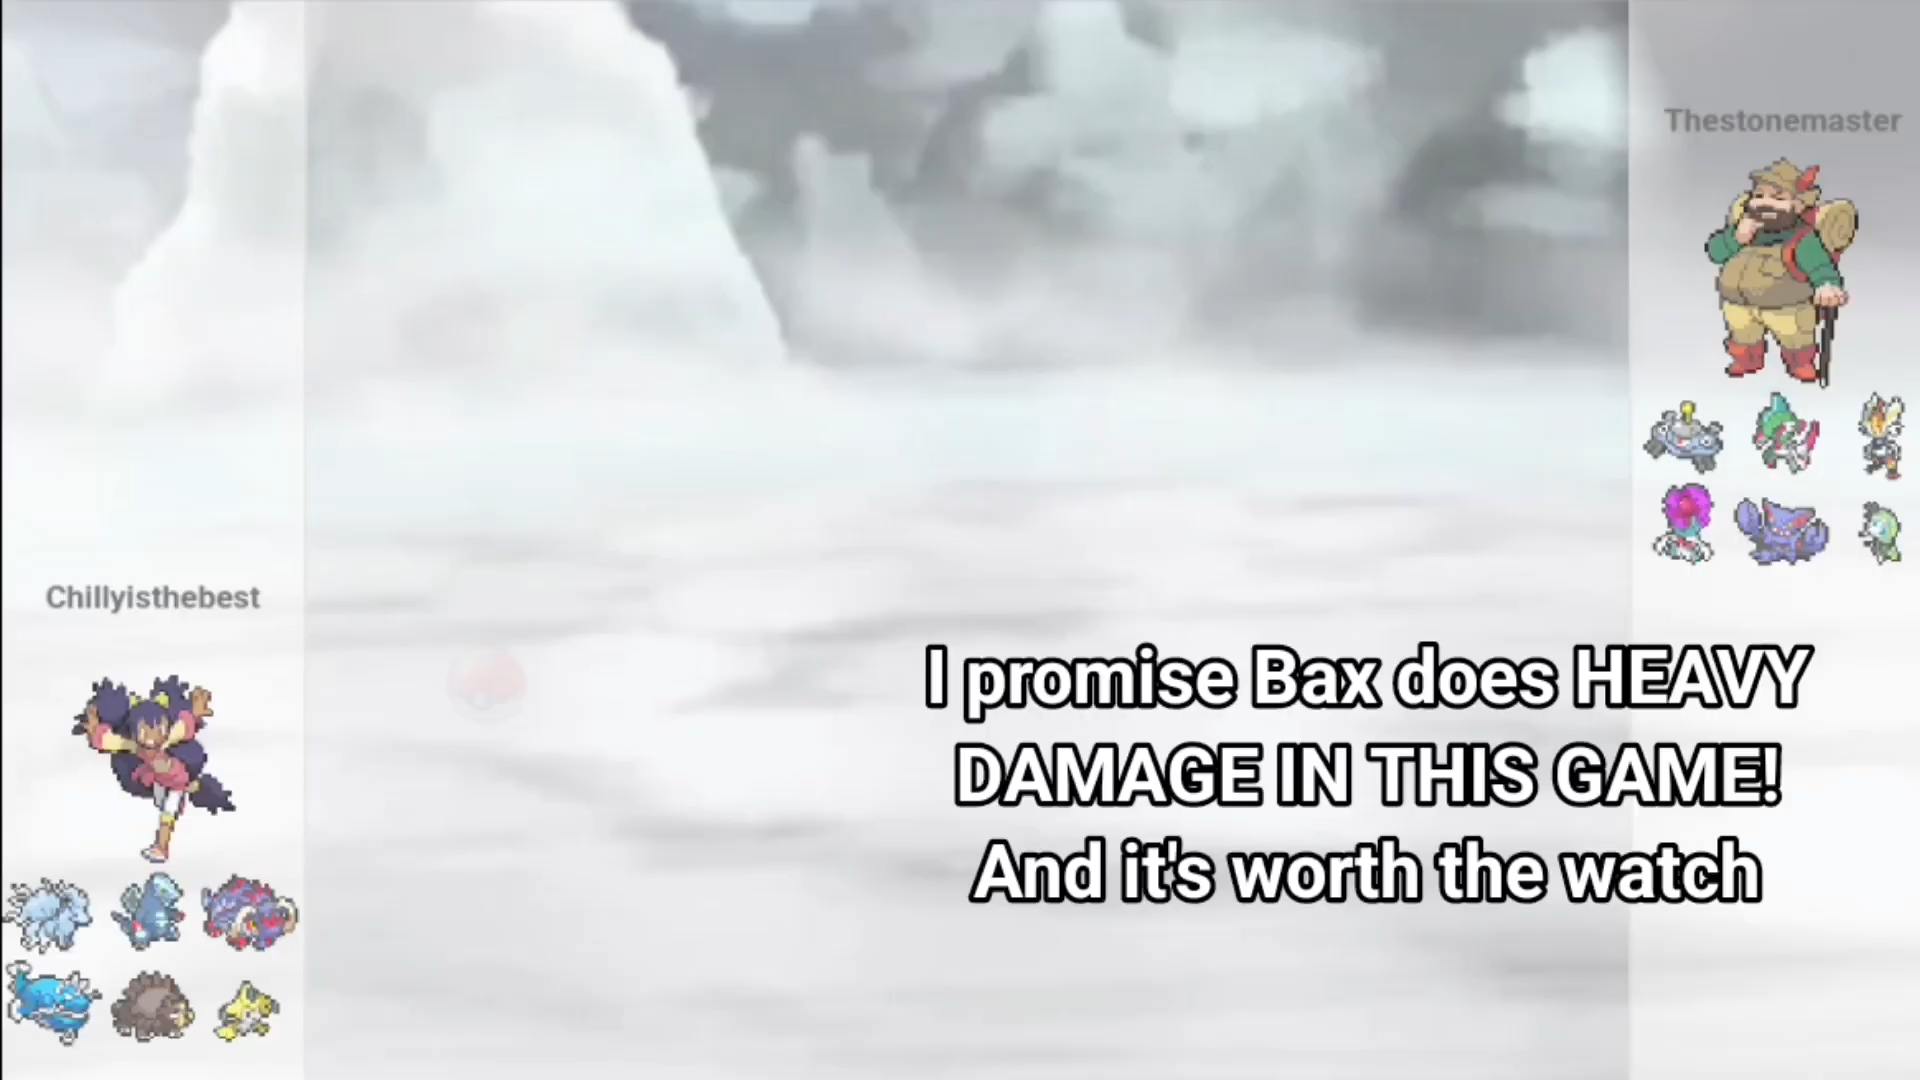 Thestonemaster
Chillyisthebest
I promise Bax does HEAVY
DAMAGE IN THIS GAME!
And it's worth the watch